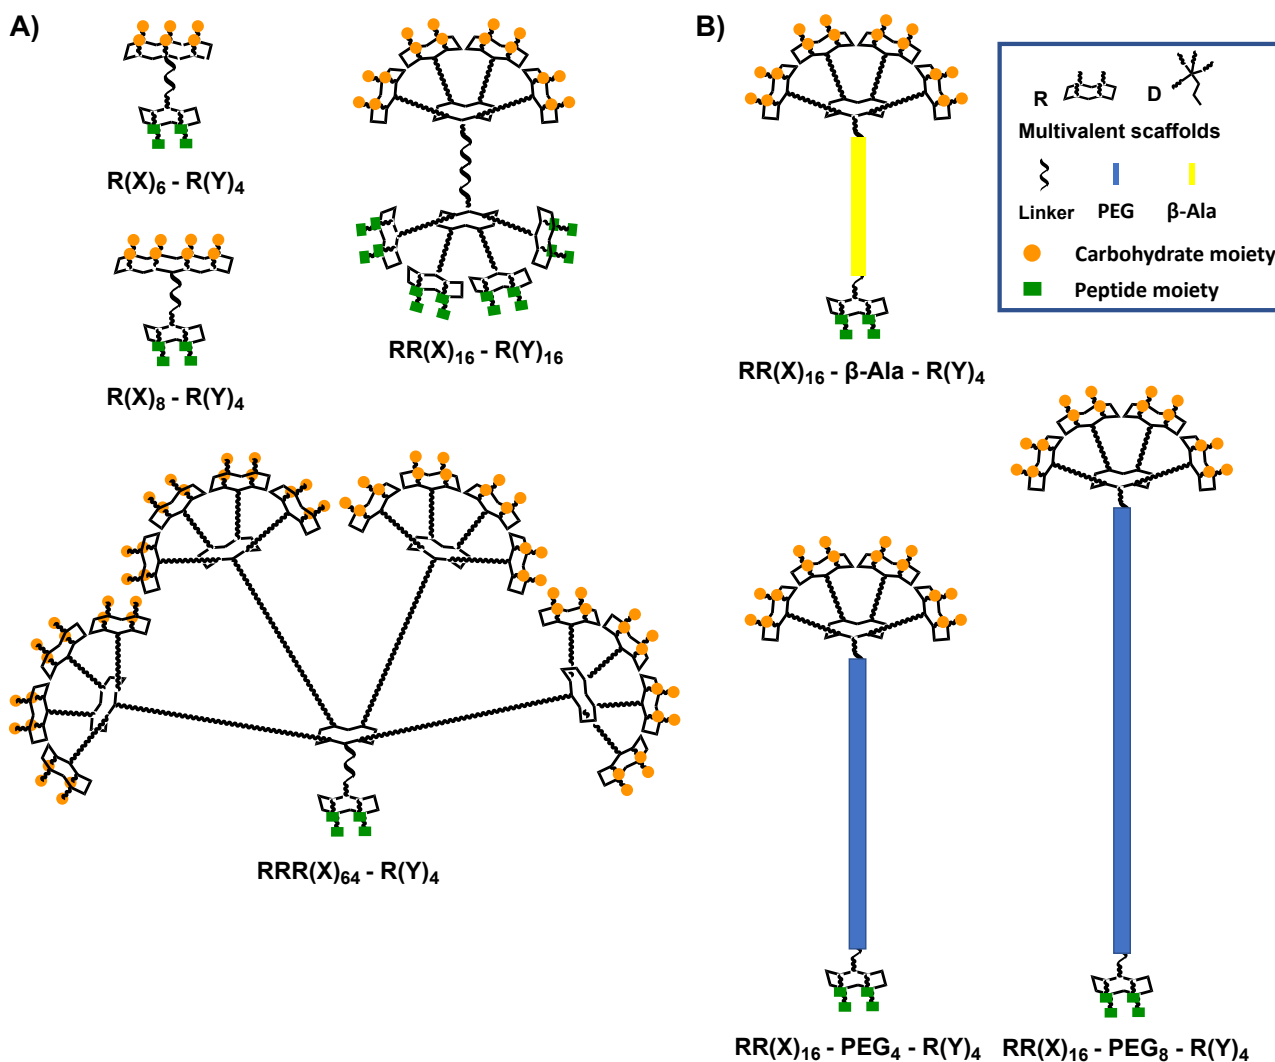 A)
R(X)₆ - R(Y)₄
R(X)₈ - R(Y)₄
RR(X)₁₆ - R(Y)₁₆
RRR(X)₆₄ - R(Y)₄
B)
RR(X)₁₆ - β-Ala - R(Y)₄
RR(X)₁₆ - PEG₄ - R(Y)₄
RR(X)₁₆ - PEG₈ - R(Y)₄
R D
Multivalent scaffolds
Linker PEG β-Ala
Carbohydrate moiety
Peptide moiety